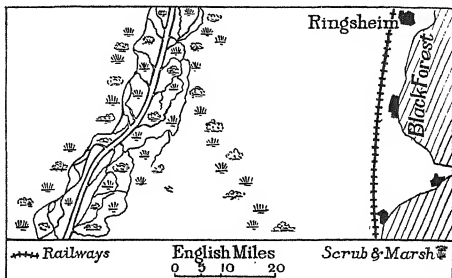 Ringsheim
Black Forest
Railways
English Miles
Scrub & Marsh
0 5 10 20